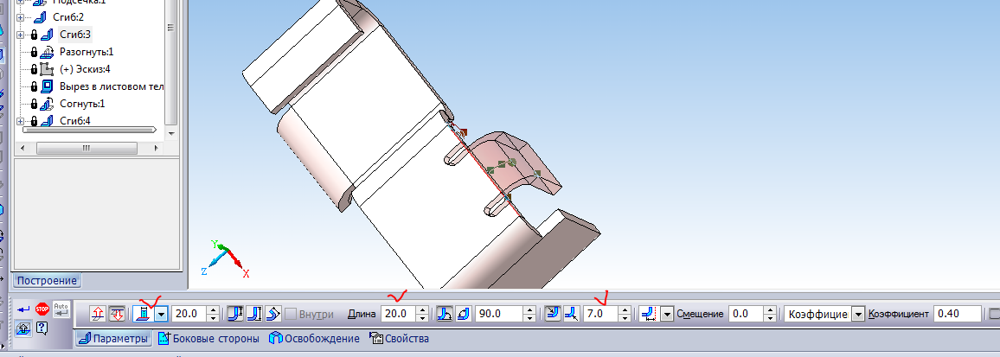 Подсечка:1
Сгиб:2
Сгиб:3
Разогнуть:1
(+) Эскиз:4
Вырез в листовом тел
Согнуть:1
Сгиб:4
Y
Z
X
Построение
STOP Auto
20.0 Внутри Длина 20.0 90.0 7.0 Смещение 0.0 Коэффицие Коэффициент 0.40
Параметры Боковые стороны Освобождение Свойства